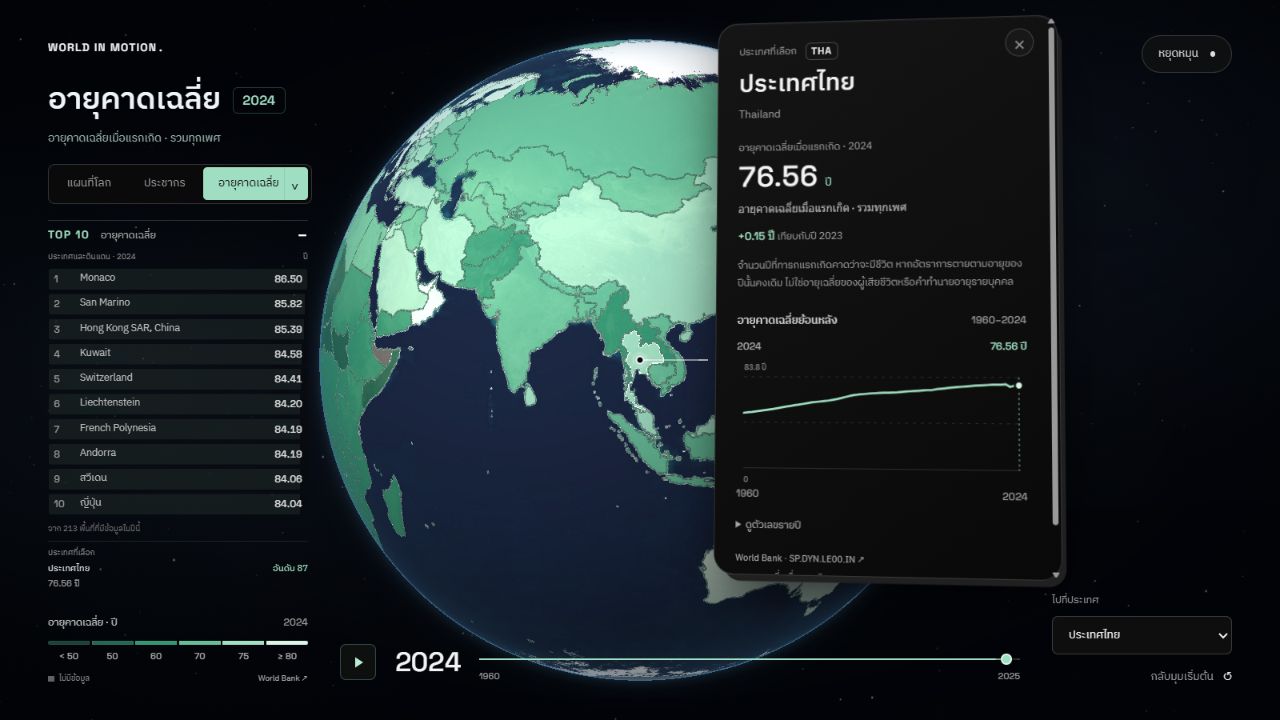 WORLD IN MOTION.
อายุคาดเฉลี่ย 2024
อายุคาดเฉลี่ยเมื่อแรกเกิด · รวมทุกเพศ
แผนที่โลก ประชากร อายุคาดเฉลี่ย v
TOP 10 อายุคาดเฉลี่ย –
ประเทศและดินแดน · 2024 ปี
1 Monaco 86.50
2 San Marino 85.82
3 Hong Kong SAR, China 85.39
4 Kuwait 84.58
5 Switzerland 84.41
6 Liechtenstein 84.20
7 French Polynesia 84.19
8 Andorra 84.19
9 สวีเดน 84.06
10 ญี่ปุ่น 84.04
จาก 213 พื้นที่ที่มีข้อมูลในปีนี้
ประเทศที่เลือก
ประเทศไทย อันดับ 87
76.56 ปี
อายุคาดเฉลี่ย · ปี 2024
< 50 50 60 70 75 ≥ 80
ไม่มีข้อมูล World Bank ↗
2024
1960 2025
ประเทศที่เลือก THA
ประเทศไทย
Thailand
อายุคาดเฉลี่ยเมื่อแรกเกิด · 2024
76.56 ปี
อายุคาดเฉลี่ยเมื่อแรกเกิด · รวมทุกเพศ
+0.15 ปี เทียบกับปี 2023
จำนวนปีที่ทารกแรกเกิดคาดว่าจะมีชีวิต หากอัตราการตายตามอายุของ
ปีนั้นคงเดิม ไม่ใช่อายุเฉลี่ยของผู้เสียชีวิตหรือคำทำนายอายุรายบุคคล
อายุคาดเฉลี่ยย้อนหลัง 1960–2024
2024 76.56 ปี
83.8 ปี
0
1960 2024
▶ ดูตัวเลขรายปี
World Bank · SP.DYN.LE00.IN ↗
หยุดหมุน
ไปที่ประเทศ
ประเทศไทย
กลับมุมเริ่มต้น ↺